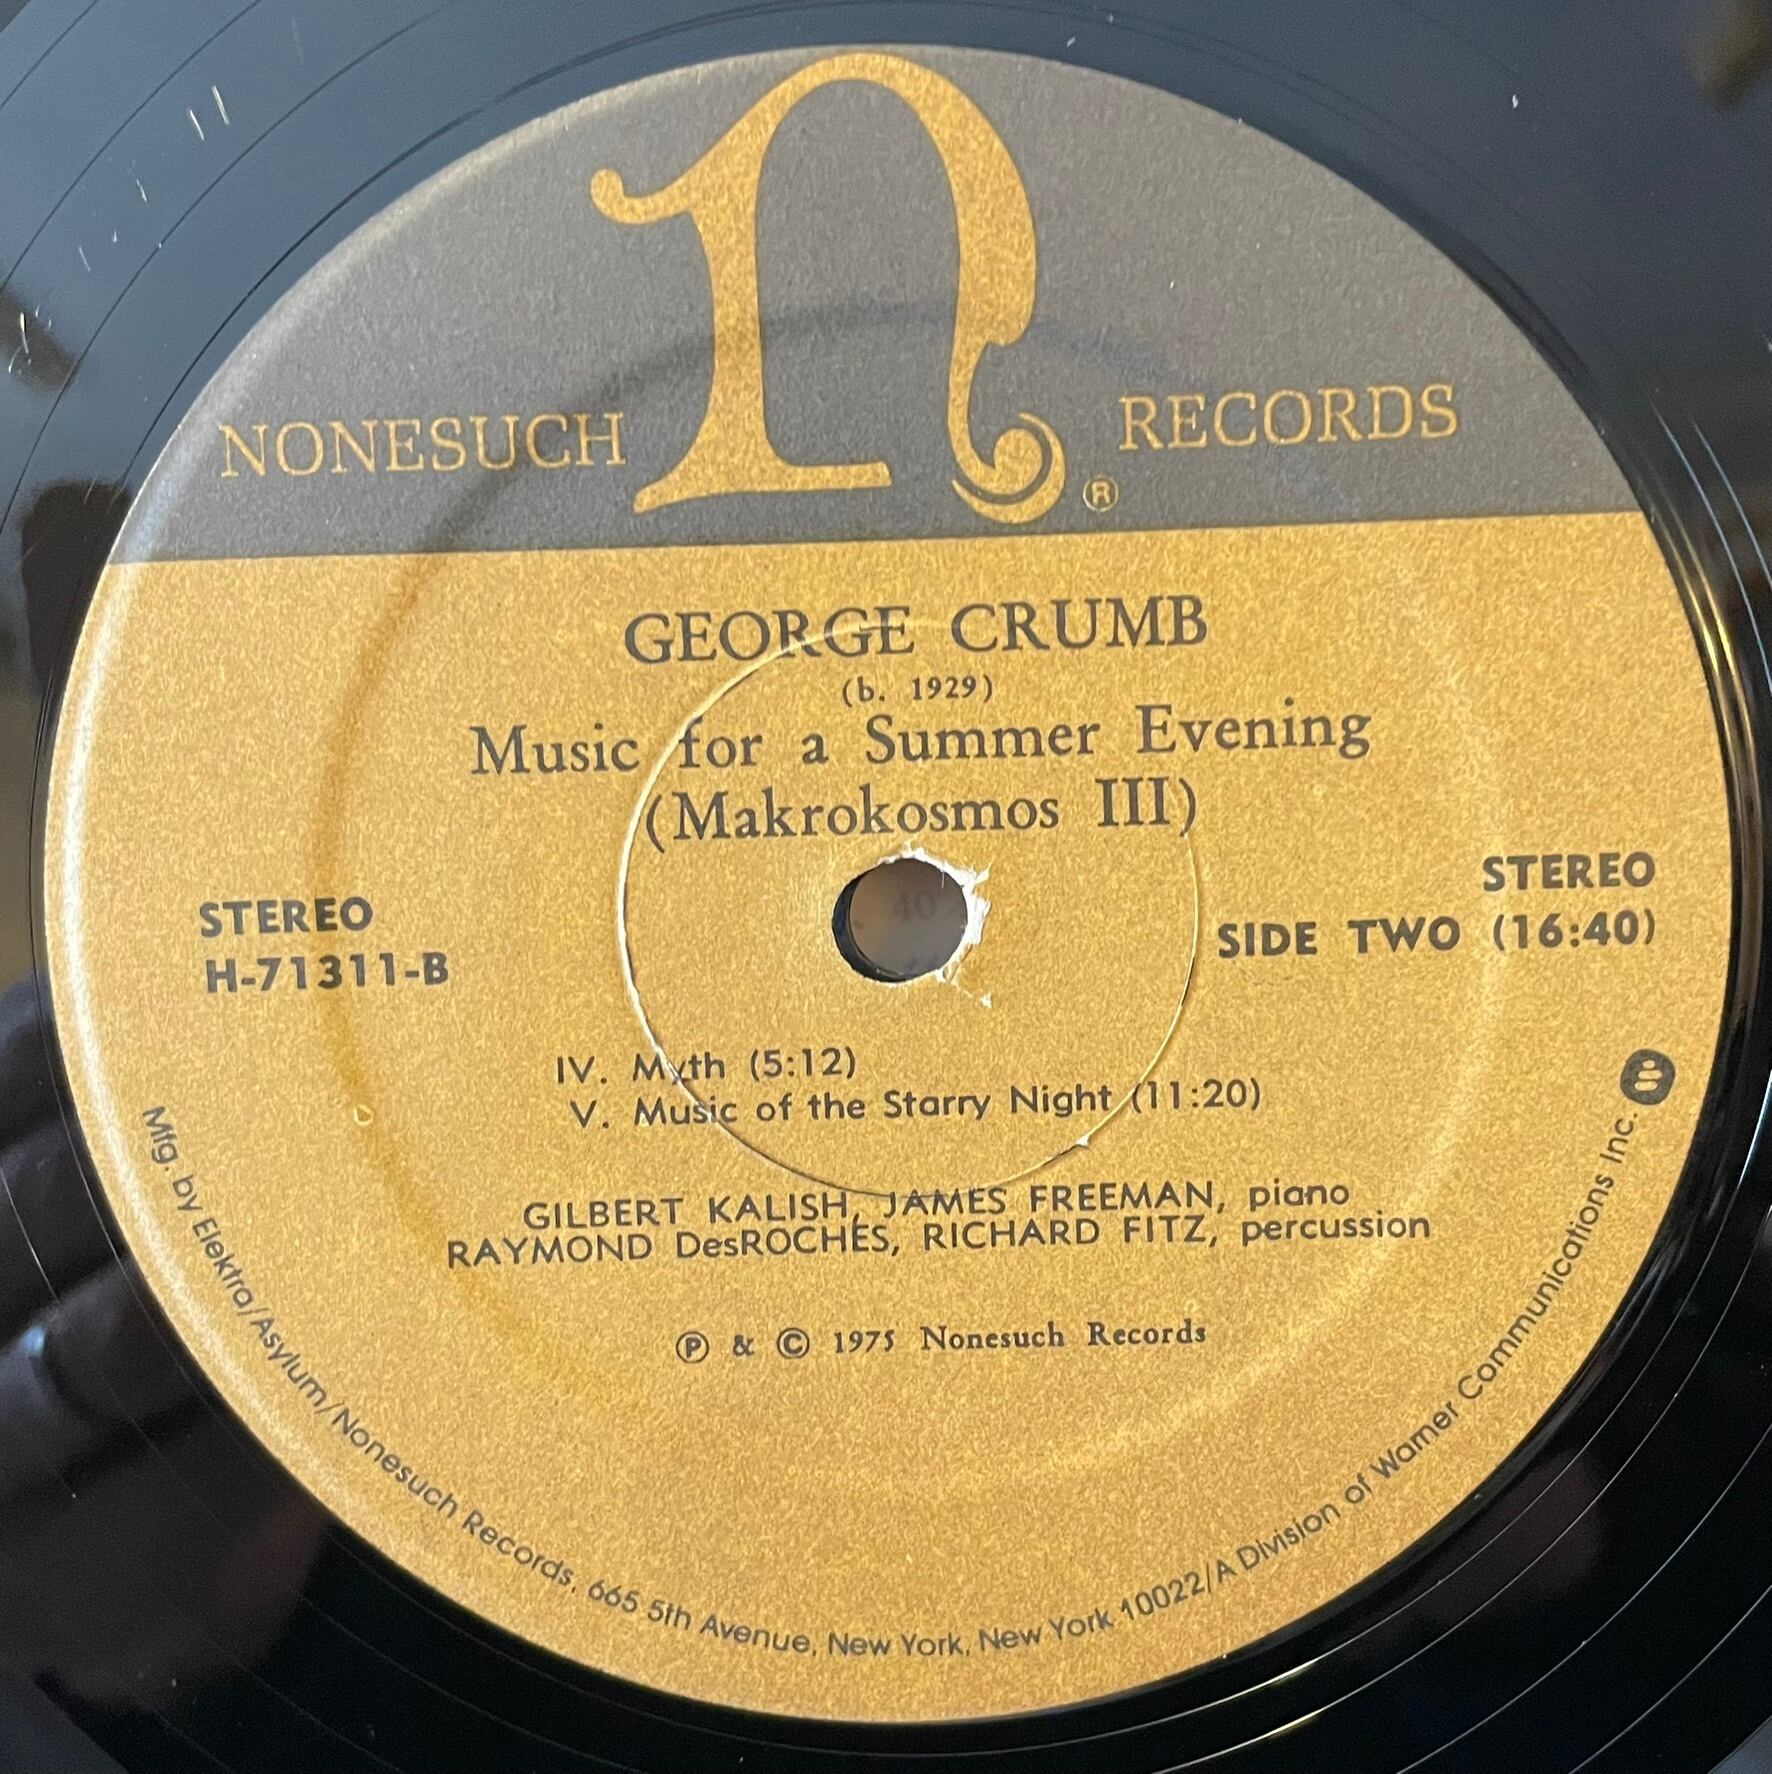 n
NONESUCH RECORDS
®
GEORGE CRUMB
(b. 1929)
Music for a Summer Evening
(Makrokosmos III)
STEREO
H-71311-B
STEREO
SIDE TWO (16:40)
IV. Myth (5:12)
V. Music of the Starry Night (11:20)
GILBERT KALISH, JAMES FREEMAN, piano
RAYMOND DesROCHES, RICHARD FITZ, percussion
℗ & © 1975 Nonesuch Records
Mfg. by Elektra/Asylum/Nonesuch Records, 665 5th Avenue, New York, New York 10022/A Division of Warner Communications Inc.